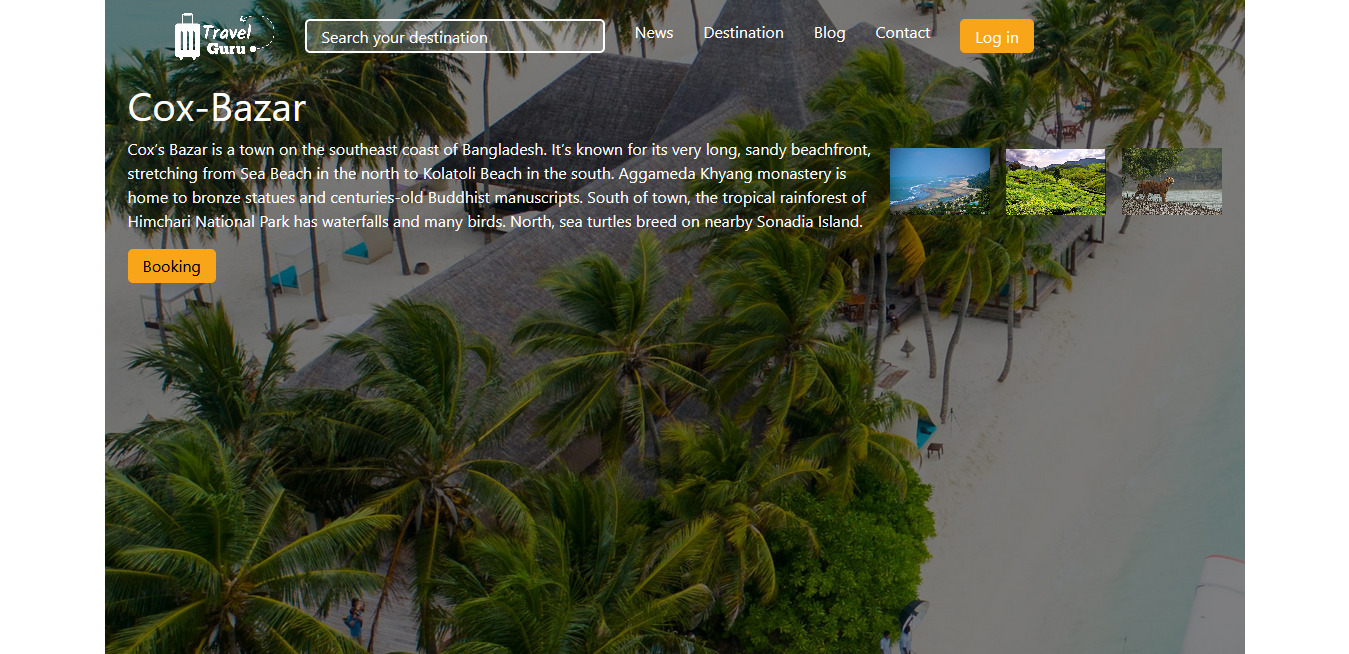 Travel
Guru
Search your destination
News
Destination
Blog
Contact
Log in
Cox-Bazar
Cox’s Bazar is a town on the southeast coast of Bangladesh. It’s known for its very long, sandy beachfront,
stretching from Sea Beach in the north to Kolatoli Beach in the south. Aggameda Khyang monastery is
home to bronze statues and centuries-old Buddhist manuscripts. South of town, the tropical rainforest of
Himchari National Park has waterfalls and many birds. North, sea turtles breed on nearby Sonadia Island.
Booking